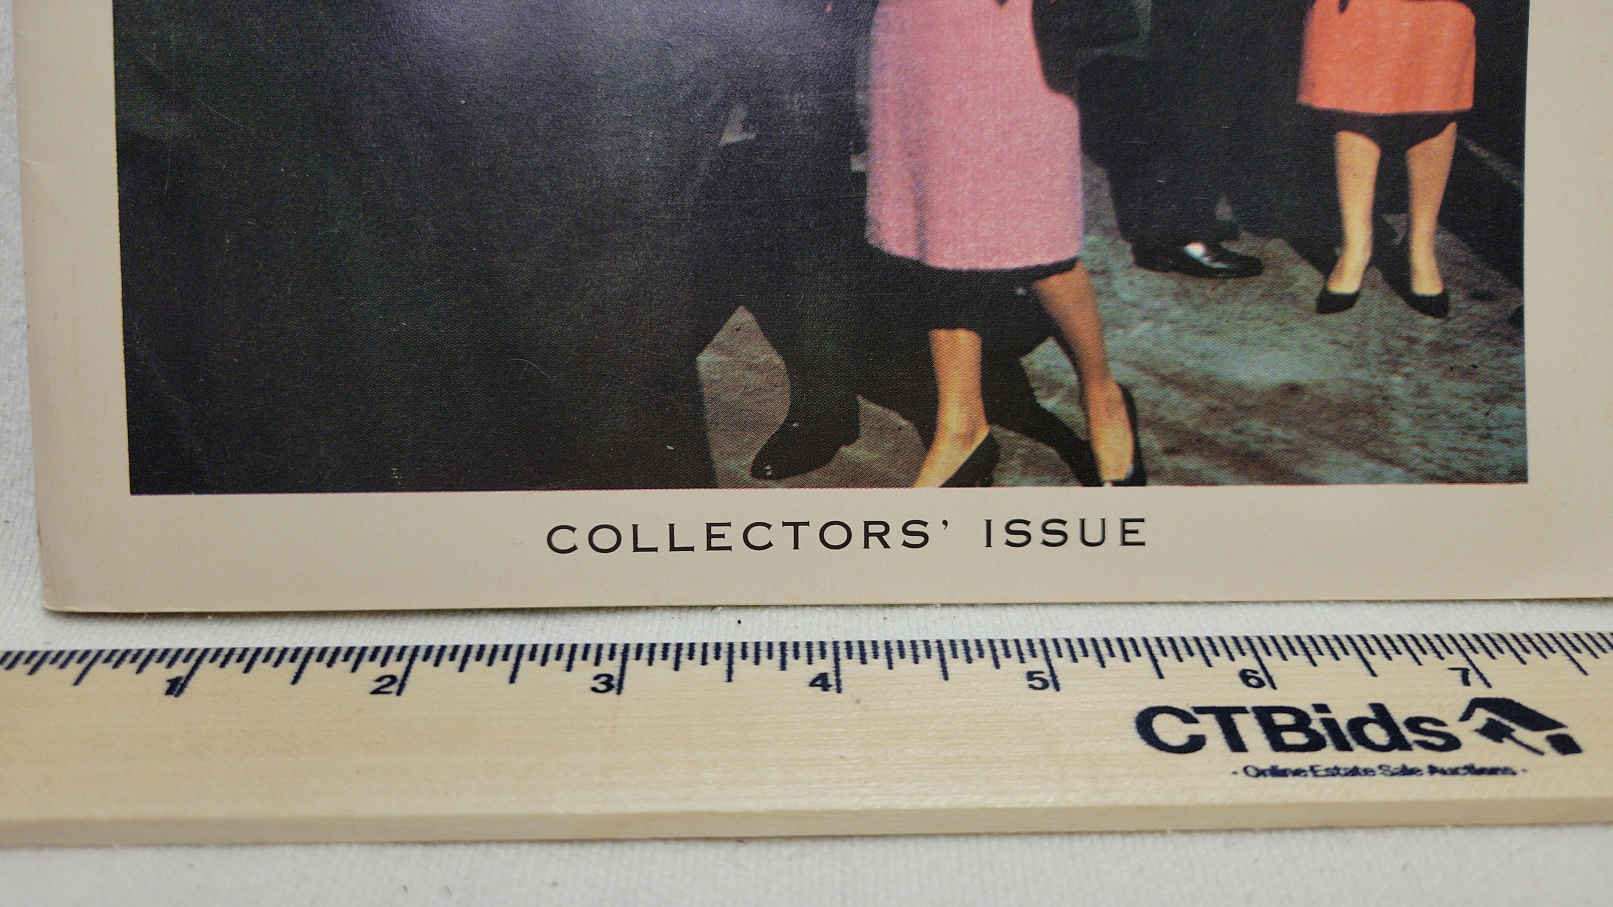 COLLECTORS' ISSUE
1 2 3 4 5 6 7
CTBids
- Online Estate Sale Auctions -